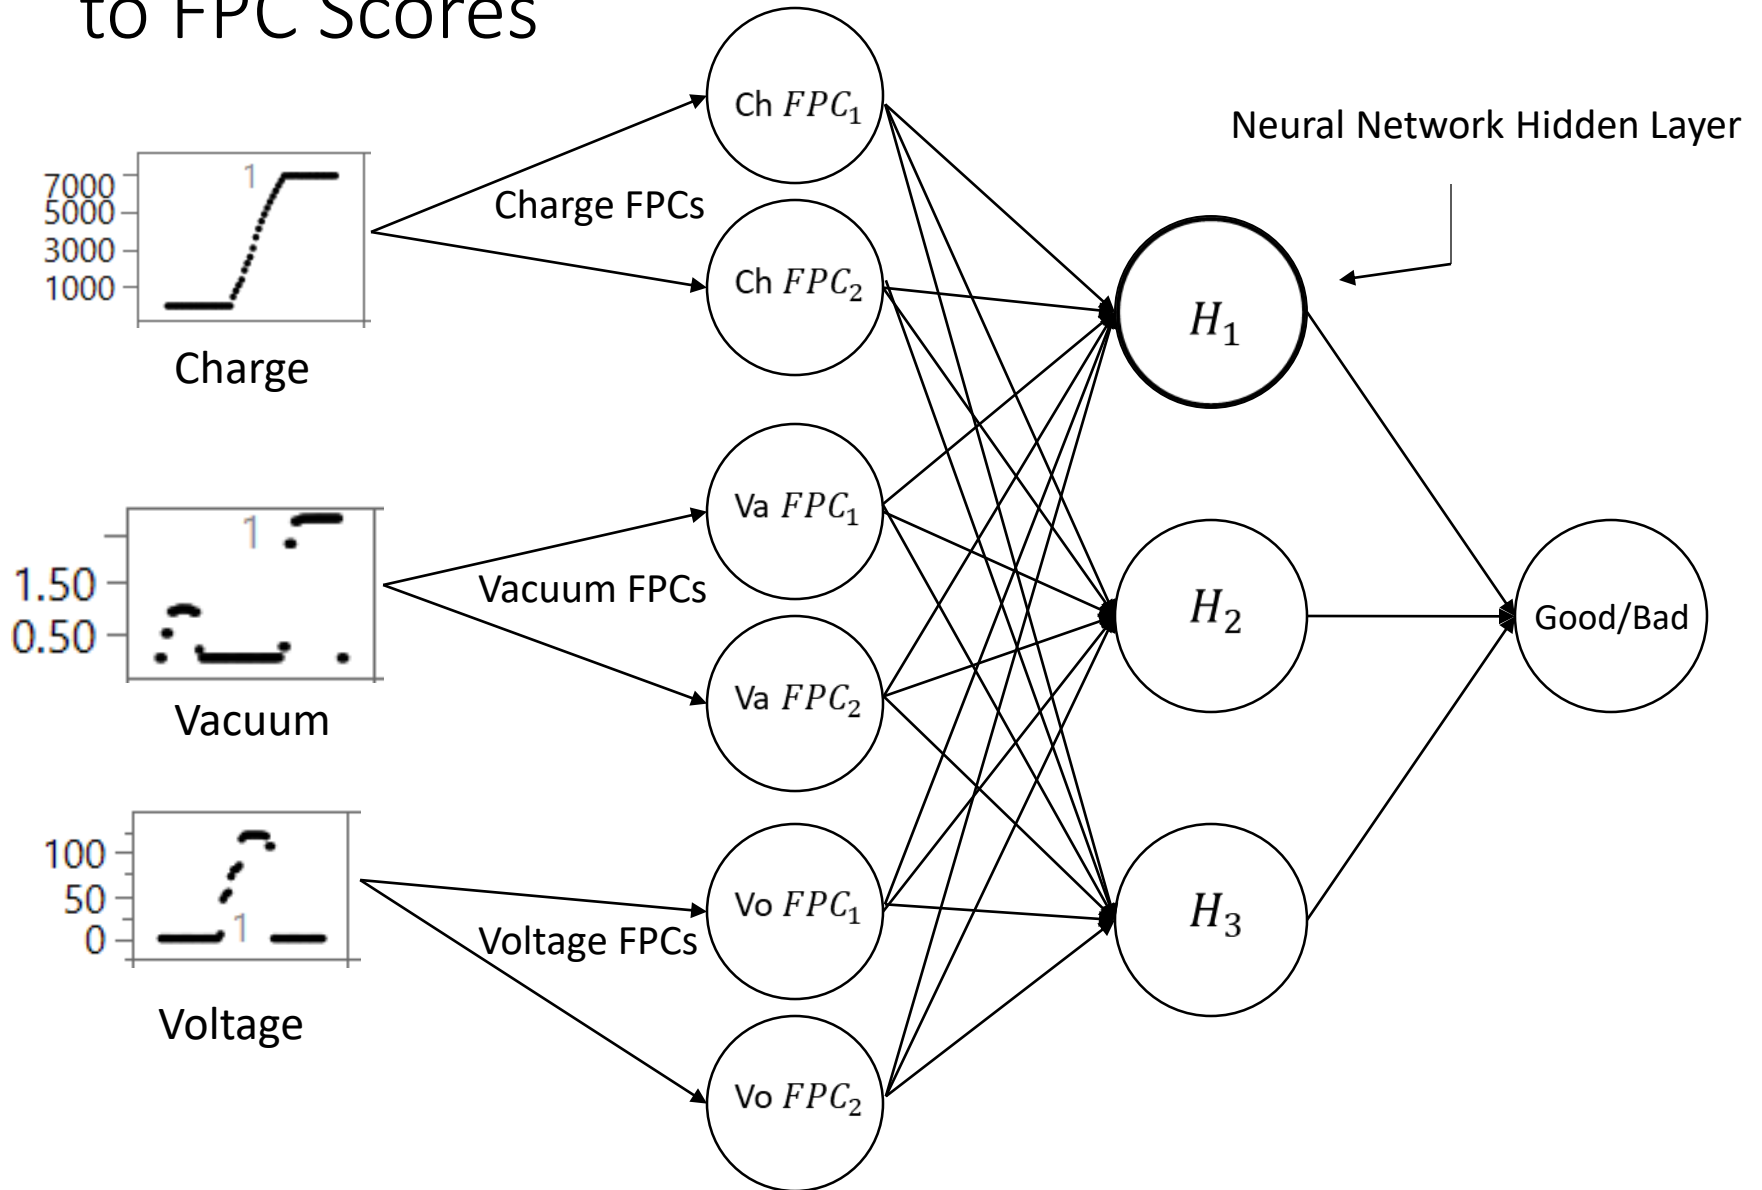 to FPC Scores
Neural Network Hidden Layer
1
7000
5000
3000
1000
Charge
Charge FPCs
Ch FPC₁
Ch FPC₂
1
1.50
0.50
Vacuum
Vacuum FPCs
Va FPC₁
Va FPC₂
1
100
50
0
Voltage
Voltage FPCs
Vo FPC₁
Vo FPC₂
H₁
H₂
H₃
Good/Bad